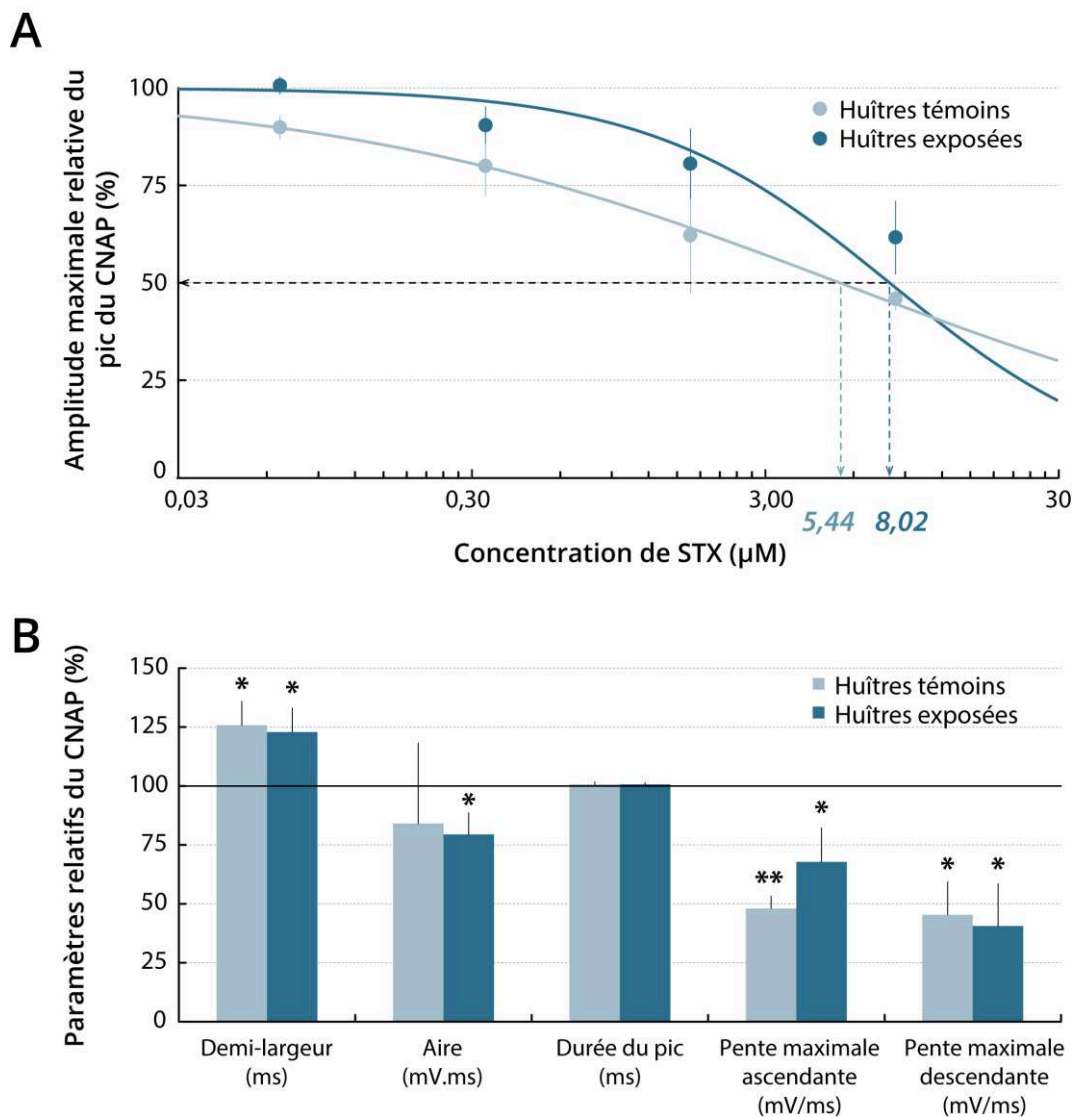 A
Amplitude maximale relative du
pic du CNAP (%)
100
75
50
25
0
Huîtres témoins
Huîtres exposées
0,03
0,30
3,00
30
5,44
8,02
Concentration de STX (µM)
B
Paramètres relatifs du CNAP (%)
150
125
100
75
50
25
0
Huîtres témoins
Huîtres exposées
*
*
*
**
*
*
*
Demi-largeur
(ms)
Aire
(mV.ms)
Durée du pic
(ms)
Pente maximale
ascendante
(mV/ms)
Pente maximale
descendante
(mV/ms)